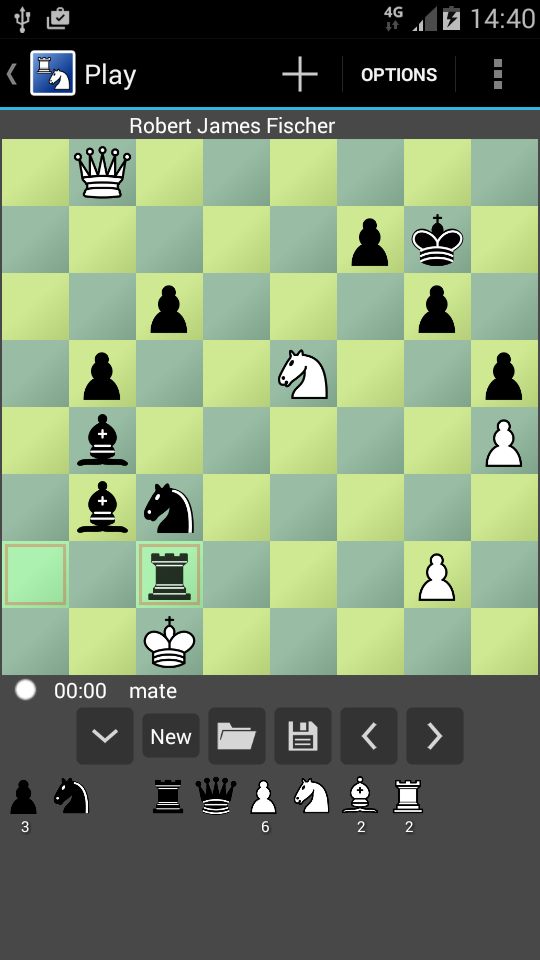 4G 14:40
Play OPTIONS
Robert James Fischer
00:00 mate
New
3 6 2 2